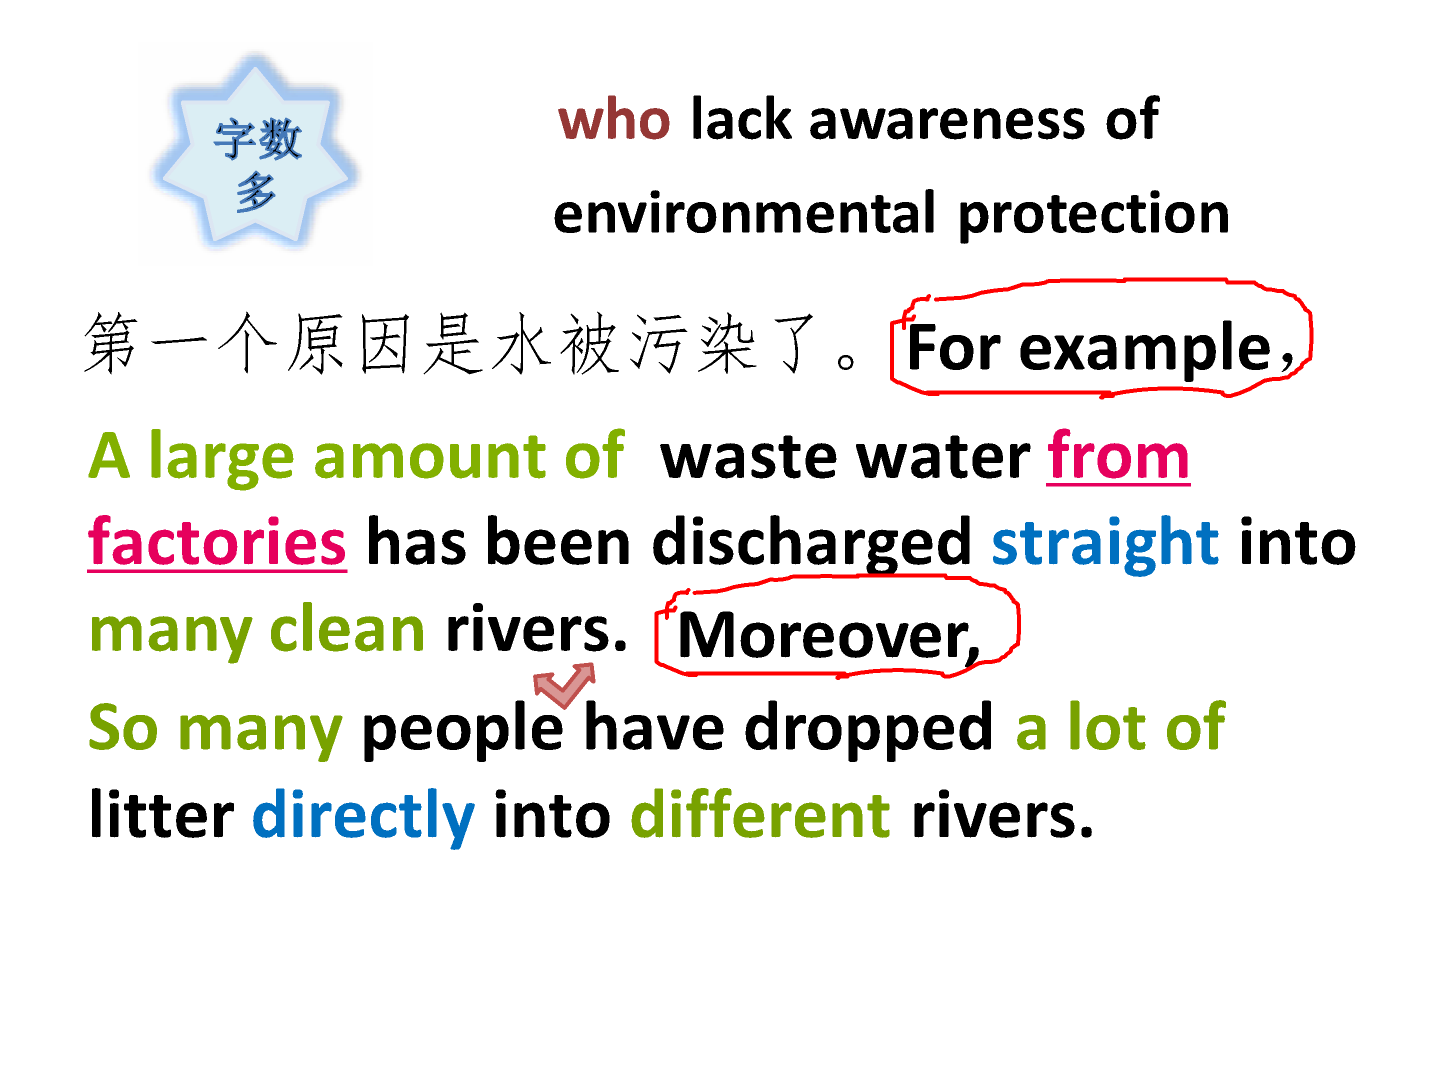 字数
多
who lack awareness of
environmental protection
第一个原因是水被污染了。 For example，
A large amount of waste water from
factories has been discharged straight into
many clean rivers. Moreover,
So many people have dropped a lot of
litter directly into different rivers.